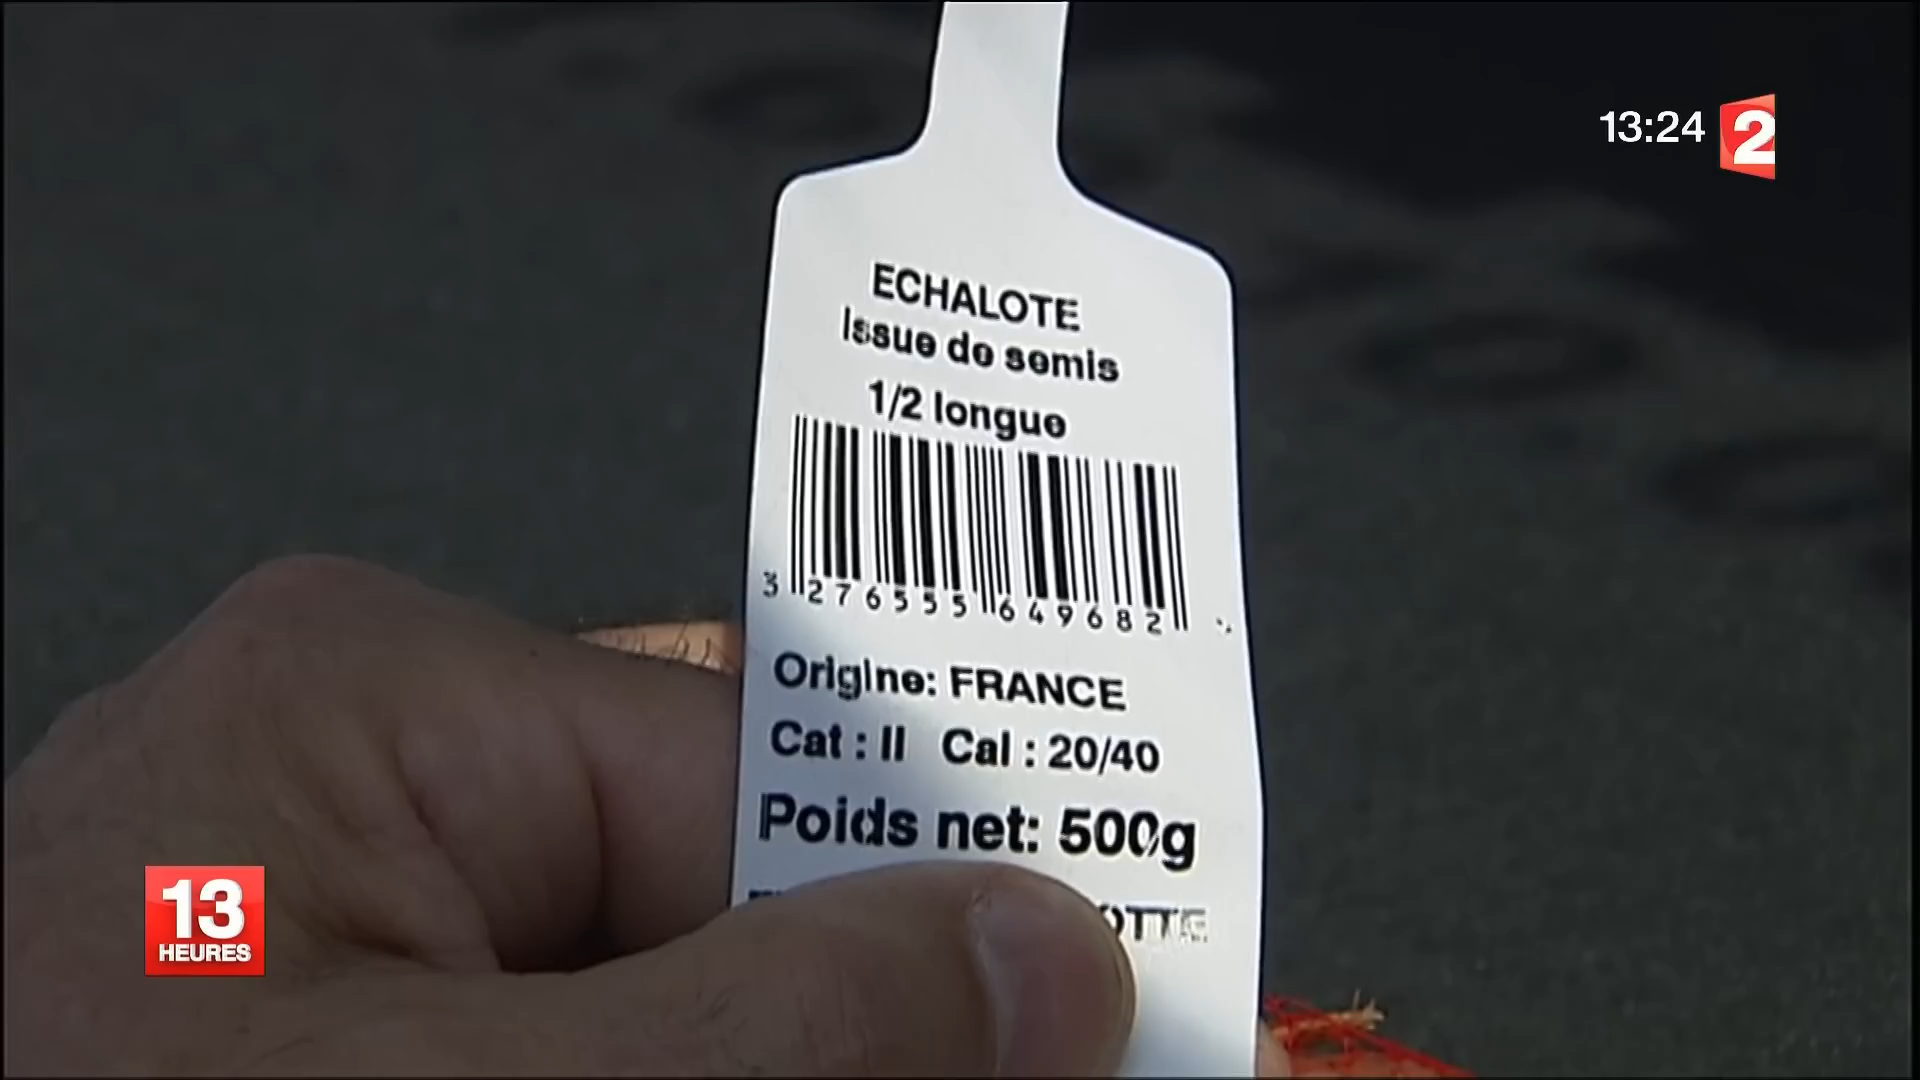 13:24 2
ECHALOTE
Issue de semis
1/2 longue
3 276555 649682
Origine: FRANCE
Cat : II Cal : 20/40
Poids net: 500g
13
HEURES